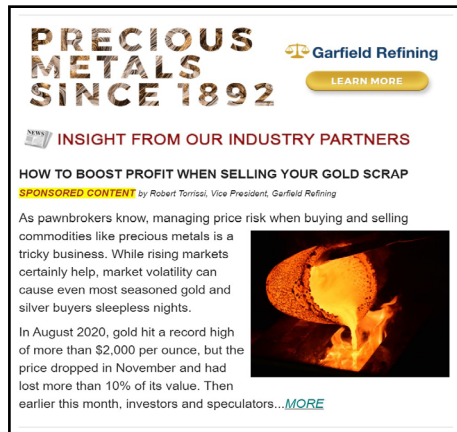 PRECIOUS
METALS
SINCE 1892
Garfield Refining
LEARN MORE
NEWS
INSIGHT FROM OUR INDUSTRY PARTNERS
HOW TO BOOST PROFIT WHEN SELLING YOUR GOLD SCRAP
SPONSORED CONTENT by Robert Torrissi, Vice President, Garfield Refining
As pawnbrokers know, managing price risk when buying and selling
commodities like precious metals is a
tricky business. While rising markets
certainly help, market volatility can
cause even most seasoned gold and
silver buyers sleepless nights.
In August 2020, gold hit a record high
of more than $2,000 per ounce, but the
price dropped in November and had
lost more than 10% of its value. Then
earlier this month, investors and speculators...MORE